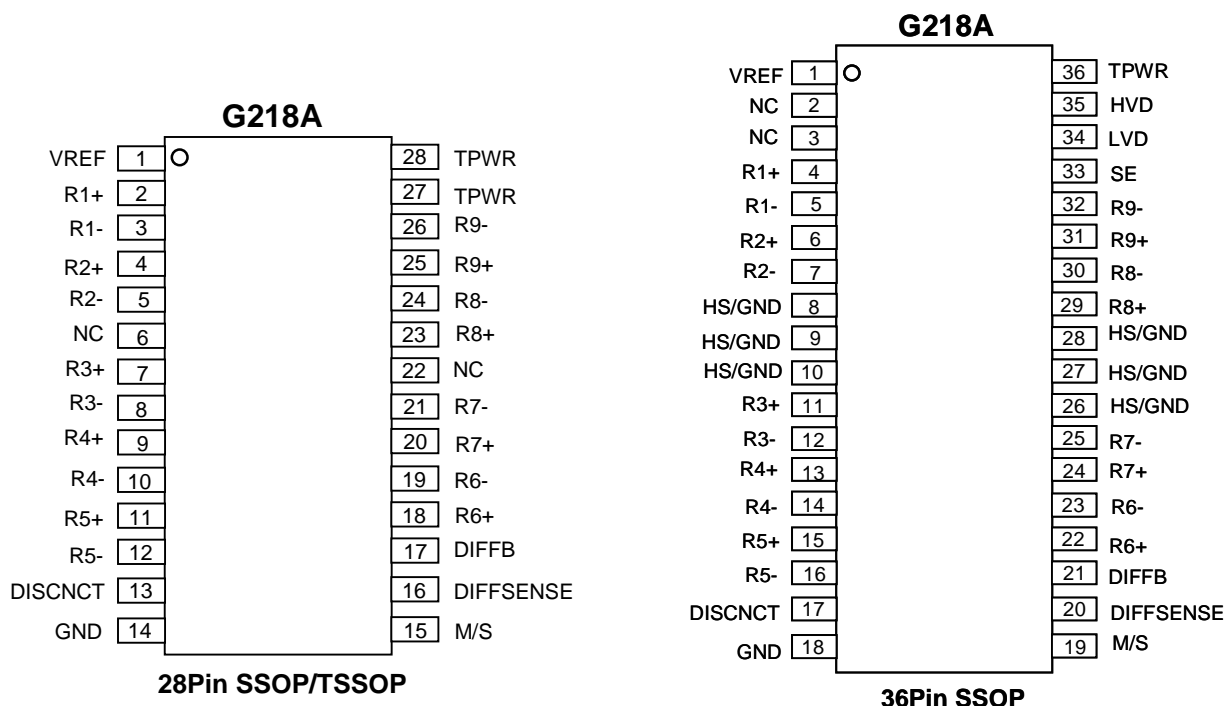 G218A
VREF 1 28 TPWR
R1+ 2 27 TPWR
R1- 3 26 R9-
R2+ 4 25 R9+
R2- 5 24 R8-
NC 6 23 R8+
R3+ 7 22 NC
R3- 8 21 R7-
R4+ 9 20 R7+
R4- 10 19 R6-
R5+ 11 18 R6+
R5- 12 17 DIFFB
DISCNCT 13 16 DIFFSENSE
GND 14 15 M/S
28Pin SSOP/TSSOP
G218A
VREF 1 36 TPWR
NC 2 35 HVD
NC 3 34 LVD
R1+ 4 33 SE
R1- 5 32 R9-
R2+ 6 31 R9+
R2- 7 30 R8-
HS/GND 8 29 R8+
HS/GND 9 28 HS/GND
HS/GND 10 27 HS/GND
R3+ 11 26 HS/GND
R3- 12 25 R7-
R4+ 13 24 R7+
R4- 14 23 R6-
R5+ 15 22 R6+
R5- 16 21 DIFFB
DISCNCT 17 20 DIFFSENSE
GND 18 19 M/S
36Pin SSOP